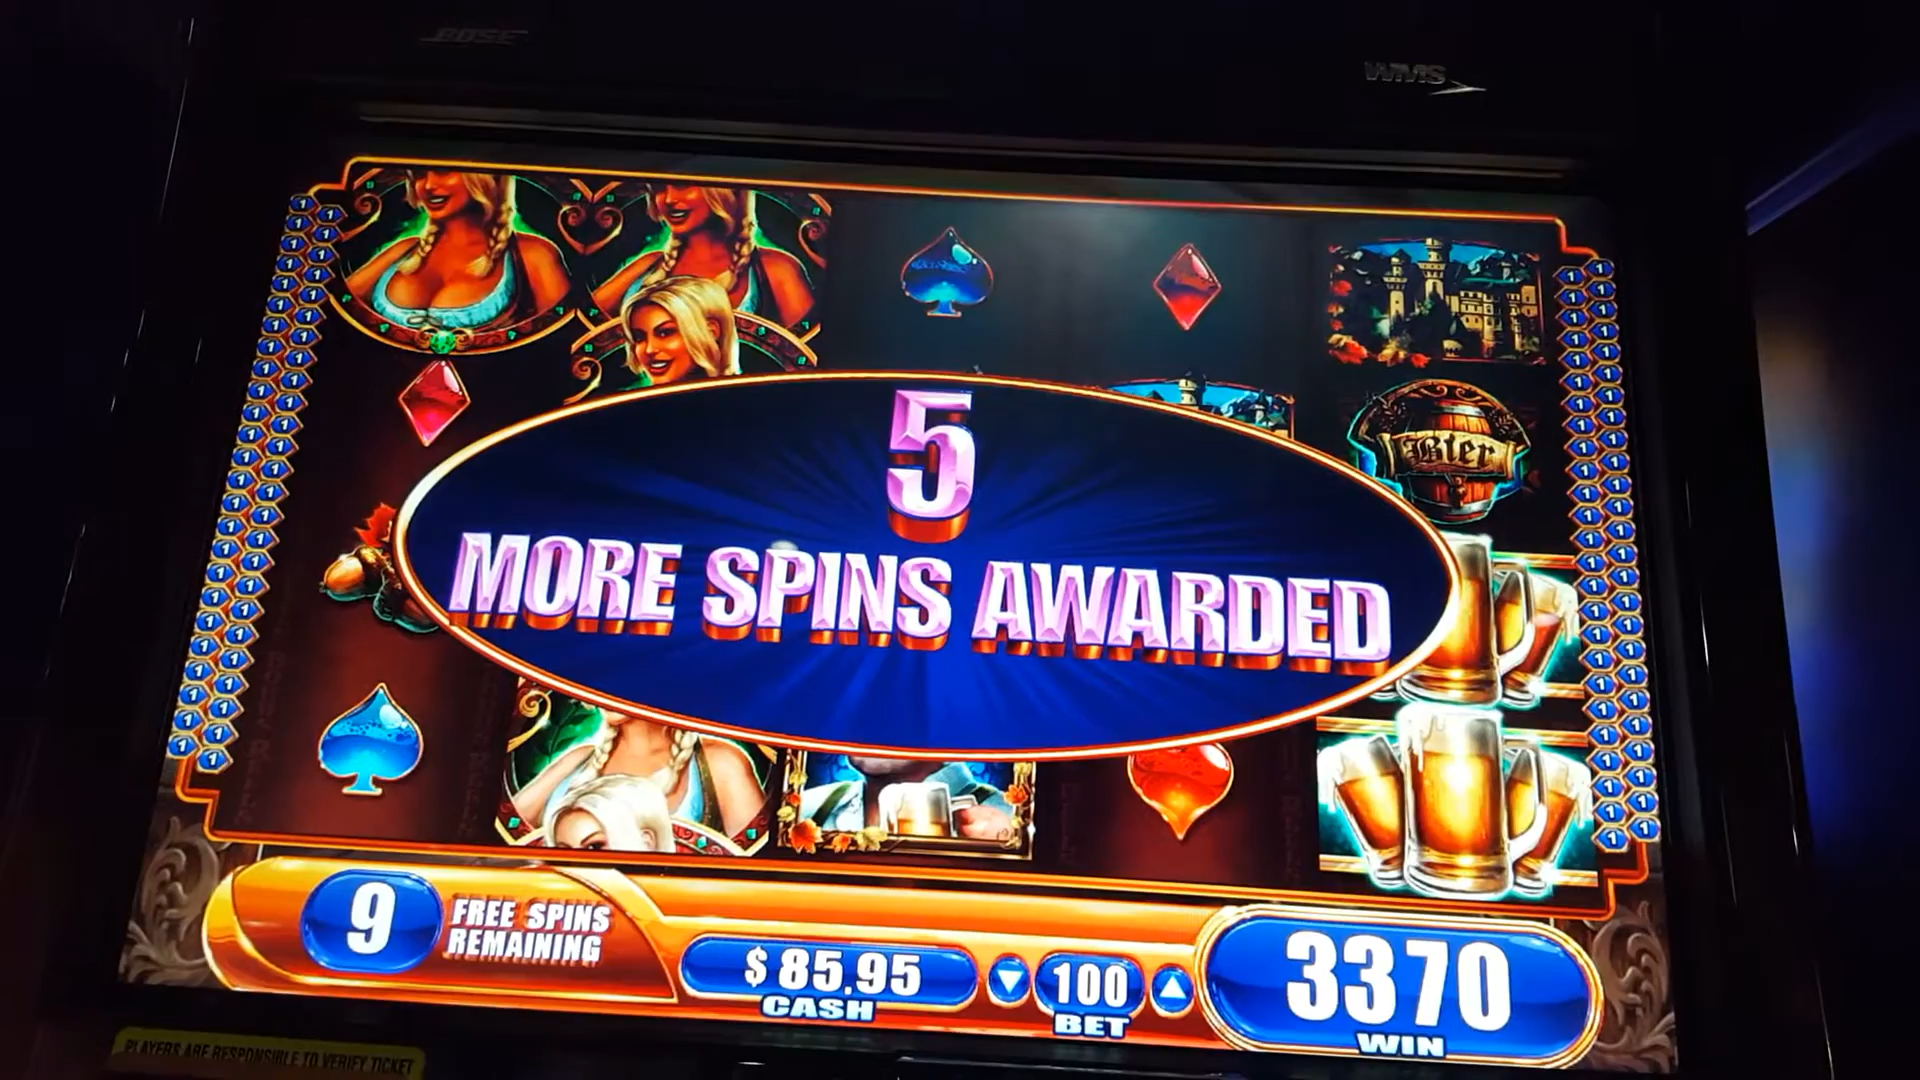 BOSE
WMS
Bier
5
MORE SPINS AWARDED
9
FREE SPINS
REMAINING
$85.95
CASH
100
BET
3370
WIN
PLAYERS ARE RESPONSIBLE TO VERIFY TICKET